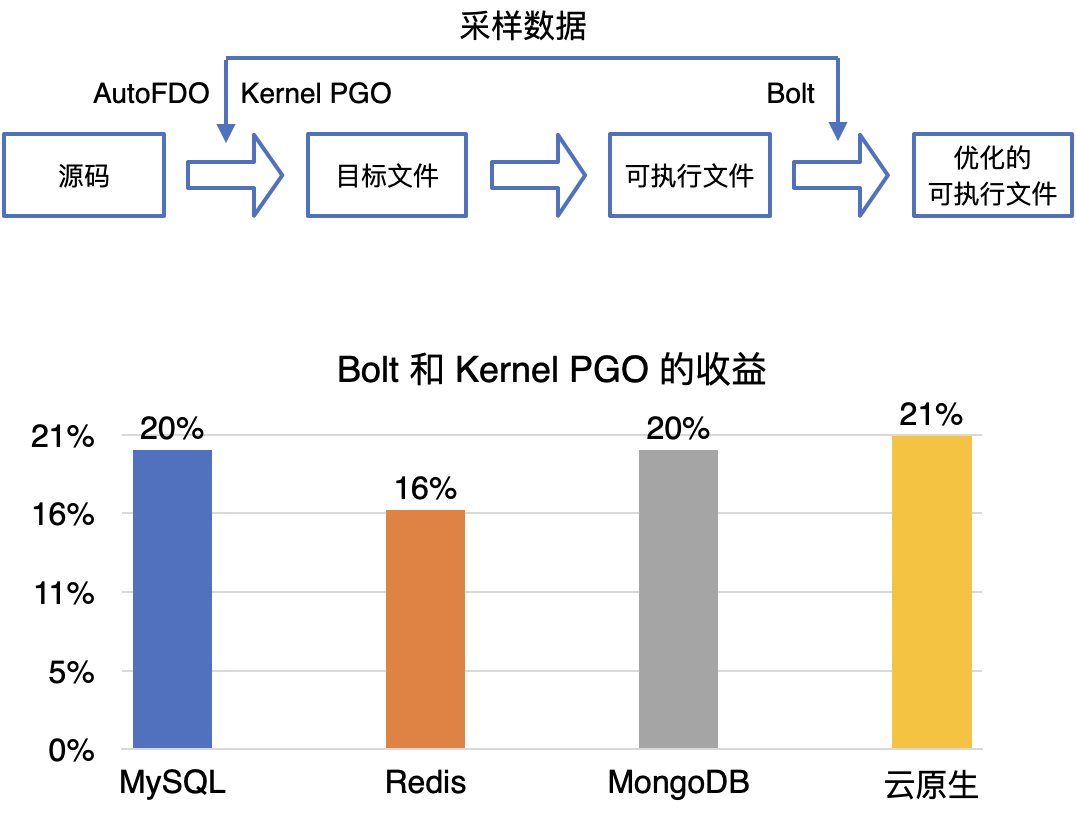 采样数据
AutoFDO
Kernel PGO
Bolt
源码
目标文件
可执行文件
优化的
可执行文件
Bolt 和 Kernel PGO 的收益
21%
16%
11%
5%
0%
20%
16%
20%
21%
MySQL
Redis
MongoDB
云原生